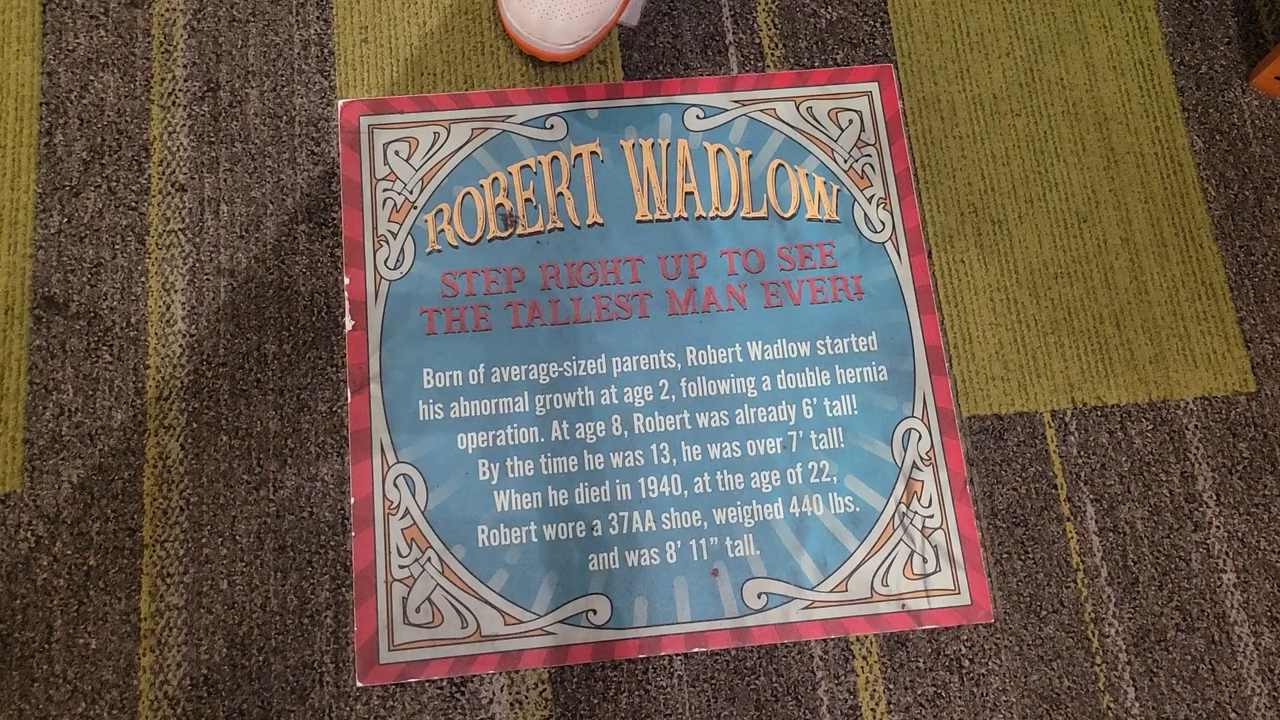 ROBERT WADLOW
STEP RIGHT UP TO SEE
THE TALLEST MAN EVER!
Born of average-sized parents, Robert Wadlow started
his abnormal growth at age 2, following a double hernia
operation. At age 8, Robert was already 6' tall!
By the time he was 13, he was over 7' tall!
When he died in 1940, at the age of 22,
Robert wore a 37AA shoe, weighed 440 lbs.
and was 8' 11" tall.